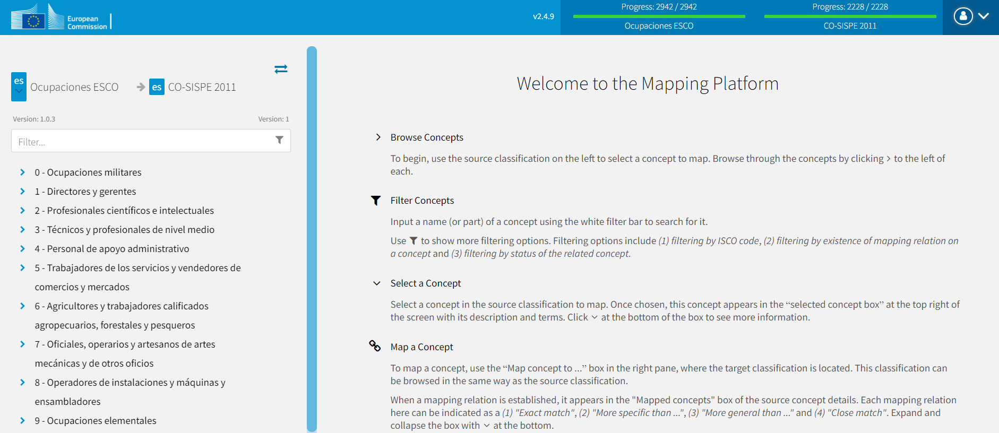 European
Commission
v2.4.9
Progress: 2942 / 2942
Ocupaciones ESCO
Progress: 2228 / 2228
CO-SISPE 2011
es
Ocupaciones ESCO
es
CO-SISPE 2011
Version: 1.0.3
Version: 1
Filter...
0 - Ocupaciones militares
1 - Directores y gerentes
2 - Profesionales científicos e intelectuales
3 - Técnicos y profesionales de nivel medio
4 - Personal de apoyo administrativo
5 - Trabajadores de los servicios y vendedores de
comercios y mercados
6 - Agricultores y trabajadores calificados
agropecuarios, forestales y pesqueros
7 - Oficiales, operarios y artesanos de artes
mecánicas y de otros oficios
8 - Operadores de instalaciones y máquinas y
ensambladores
9 - Ocupaciones elementales
Welcome to the Mapping Platform
Browse Concepts
To begin, use the source classification on the left to select a concept to map. Browse through the concepts by clicking > to the left of
each.
Filter Concepts
Input a name (or part) of a concept using the white filter bar to search for it.
Use to show more filtering options. Filtering options include (1) filtering by ISCO code, (2) filtering by existence of mapping relation on
a concept and (3) filtering by status of the related concept.
Select a Concept
Select a concept in the source classification to map. Once chosen, this concept appears in the “selected concept box” at the top right of
the screen with its description and terms. Click at the bottom of the box to see more information.
Map a Concept
To map a concept, use the “Map concept to ...” box in the right pane, where the target classification is located. This classification can
be browsed in the same way as the source classification.
When a mapping relation is established, it appears in the "Mapped concepts" box of the source concept details. Each mapping relation
here can be indicated as a (1) "Exact match", (2) "More specific than ...", (3) "More general than ..." and (4) "Close match". Expand and
collapse the box with at the bottom.